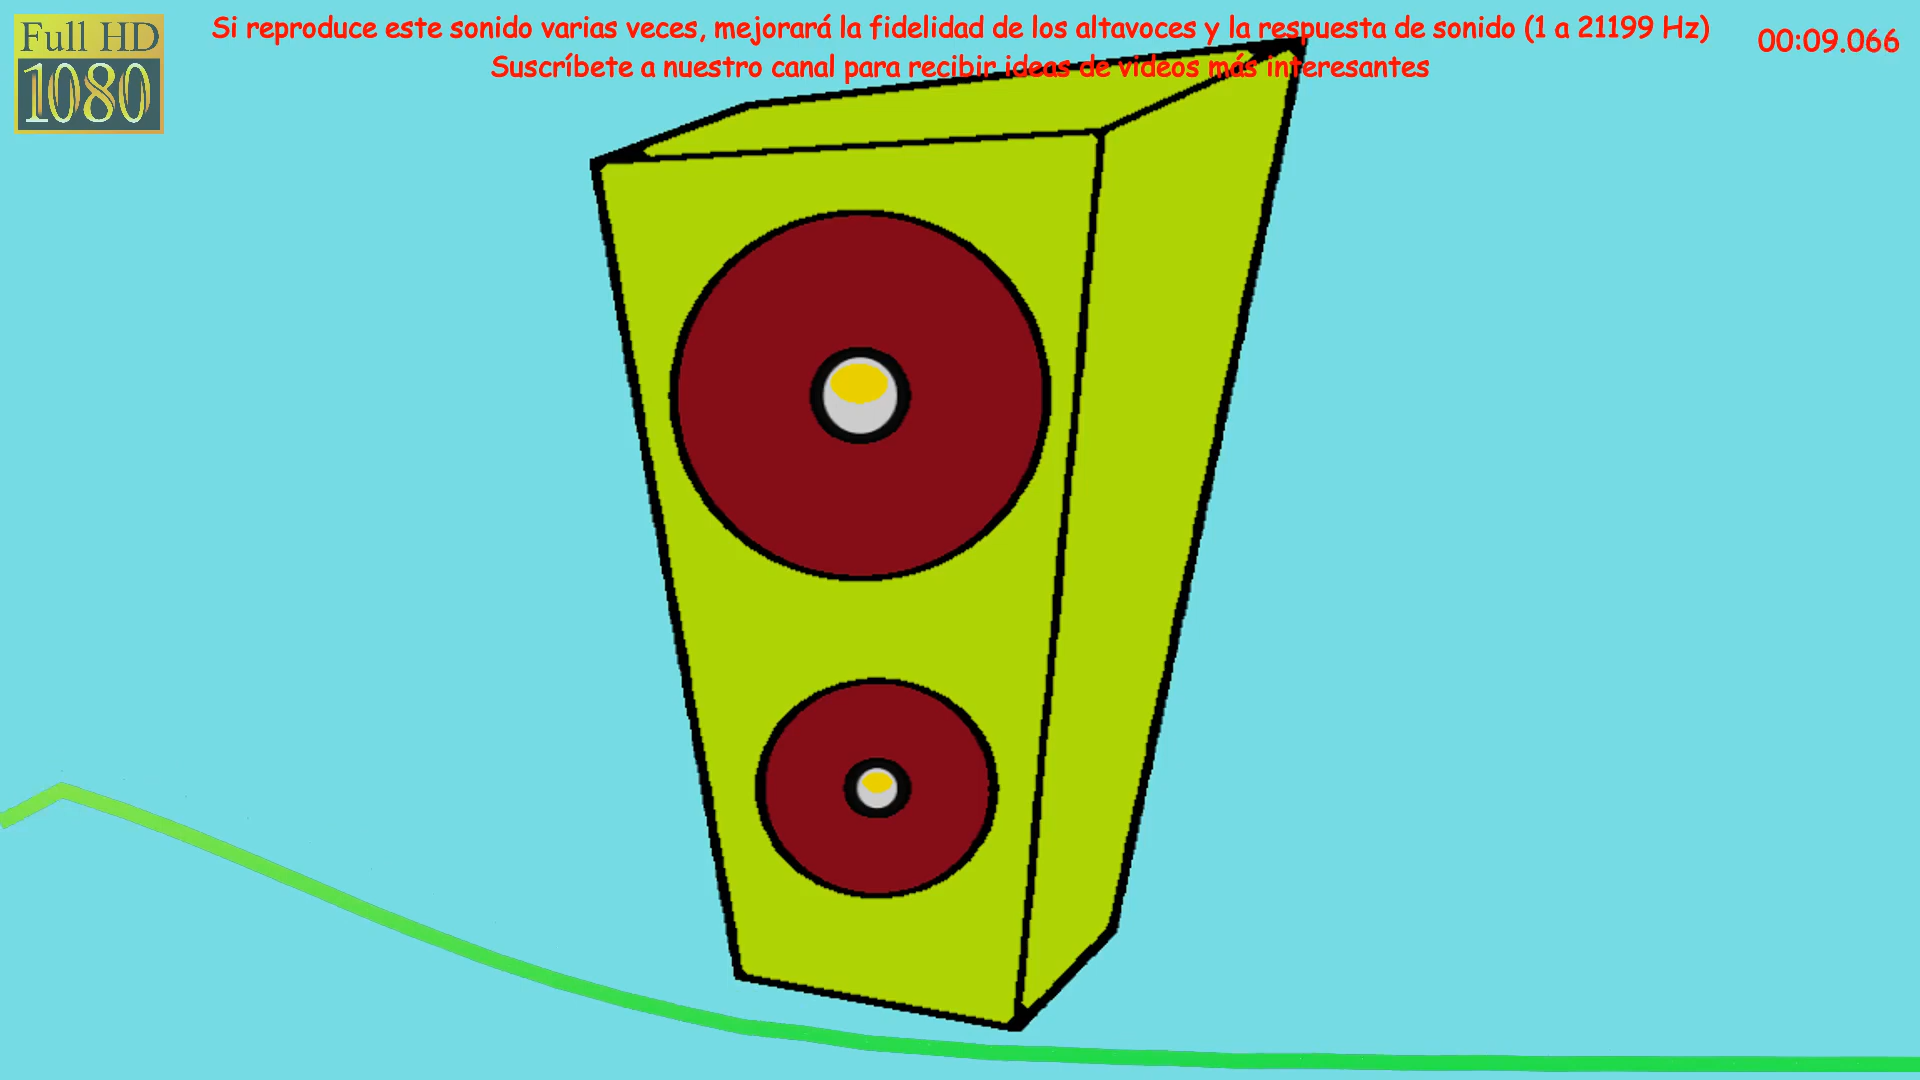 Full HD
1080
Si reproduce este sonido varias veces, mejorará la fidelidad de los altavoces y la respuesta de sonido (1 a 21199 Hz)
Suscríbete a nuestro canal para recibir ideas de videos más interesantes
00:09.066